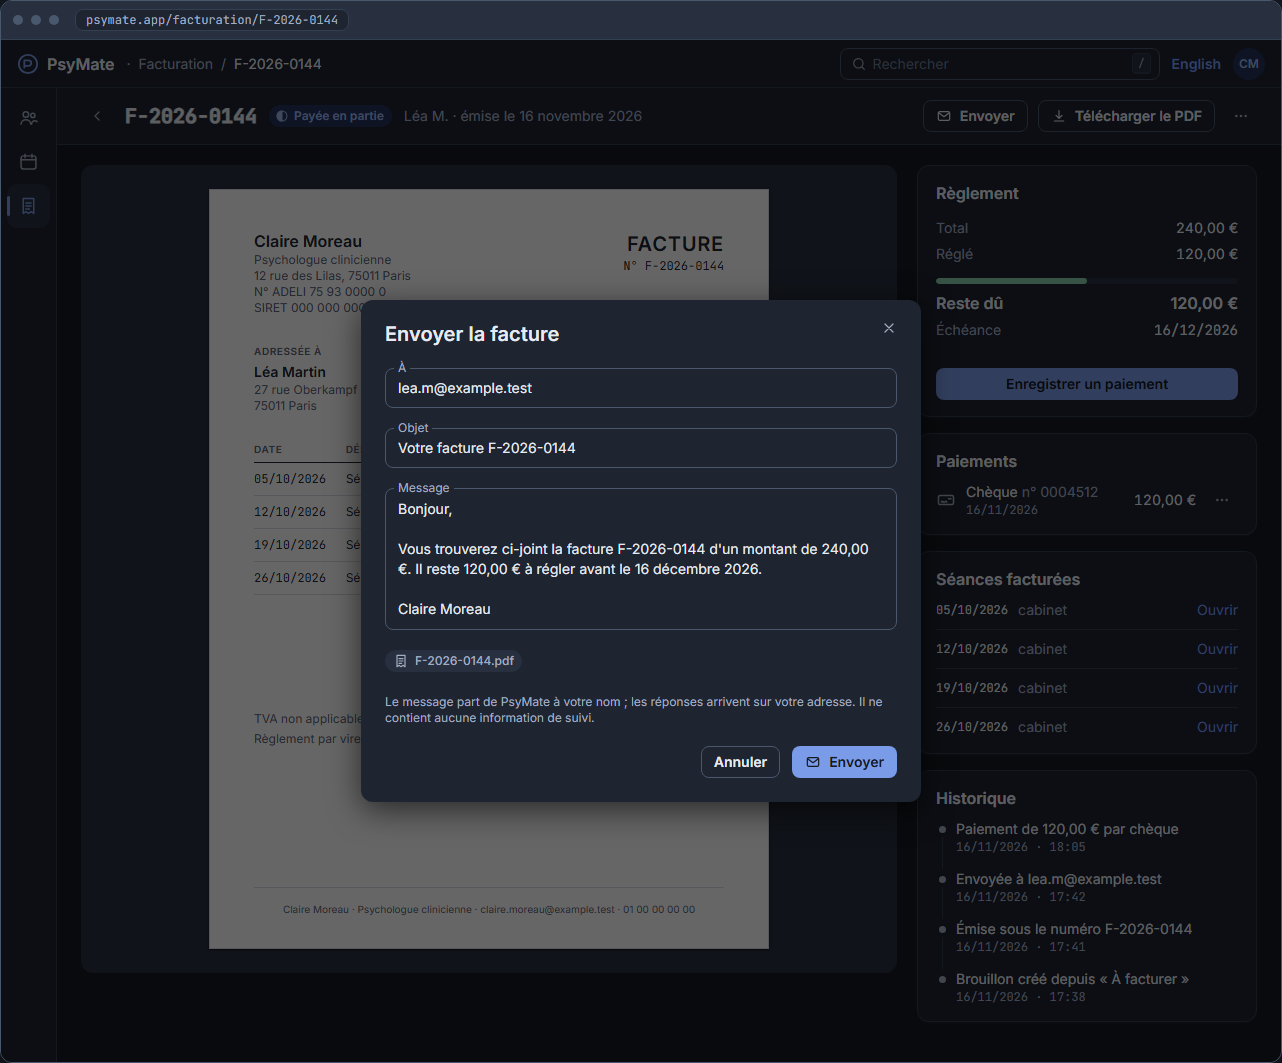 psymate.app/facturation/F-2026-0144
PsyMate · Facturation / F-2026-0144
Rechercher /
English
CM
F-2026-0144
Payée en partie
Léa M. · émise le 16 novembre 2026
Envoyer
Télécharger le PDF
Claire Moreau
Psychologue clinicienne
12 rue des Lilas, 75011 Paris
N° ADELI 75 93 0000 0
SIRET 000 000
FACTURE
N° F-2026-0144
ADRESSÉE À
Léa Martin
27 rue Oberkampf
75011 Paris
DATE
05/10/2026
12/10/2026
19/10/2026
26/10/2026
TVA non applicable
Règlement par
Claire Moreau · Psychologue clinicienne · claire.moreau@example.test · 01 00 00 00 00
Envoyer la facture
À
lea.m@example.test
Objet
Votre facture F-2026-0144
Message
Bonjour,
Vous trouverez ci-joint la facture F-2026-0144 d'un montant de 240,00
€. Il reste 120,00 € à régler avant le 16 décembre 2026.
Claire Moreau
F-2026-0144.pdf
Le message part de PsyMate à votre nom ; les réponses arrivent sur votre adresse. Il ne
contient aucune information de suivi.
Annuler
Envoyer
Règlement
Total 240,00 €
Réglé 120,00 €
Reste dû 120,00 €
Échéance 16/12/2026
Enregistrer un paiement
Paiements
Chèque n° 0004512
16/11/2026
120,00 €
Séances facturées
05/10/2026 cabinet Ouvrir
12/10/2026 cabinet Ouvrir
19/10/2026 cabinet Ouvrir
26/10/2026 cabinet Ouvrir
Historique
Paiement de 120,00 € par chèque
16/11/2026 · 18:05
Envoyée à lea.m@example.test
16/11/2026 · 17:42
Émise sous le numéro F-2026-0144
16/11/2026 · 17:41
Brouillon créé depuis « À facturer »
16/11/2026 · 17:38